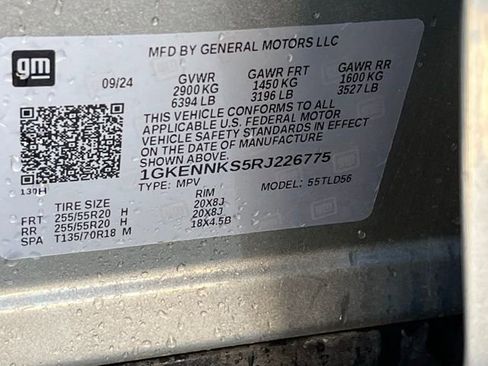 gm
MFD BY GENERAL MOTORS LLC
09/24 GVWR GAWR FRT GAWR RR
2900 KG 1450 KG 1600 KG
6394 LB 3196 LB 3527 LB
THIS VEHICLE CONFORMS TO ALL
APPLICABLE U.S. FEDERAL MOTOR
VEHICLE SAFETY STANDARDS IN EFFECT
ON THE DATE OF MANUFACTURE
SHOWN ABOVE.
1GKENNKS5RJ226775
130H TYPE: MPV MODEL: 55TLD56
TIRE SIZE RIM
FRT 255/55R20 H 20X8J
RR 255/55R20 H 20X8J
SPA T135/70R18 M 18X4.5B